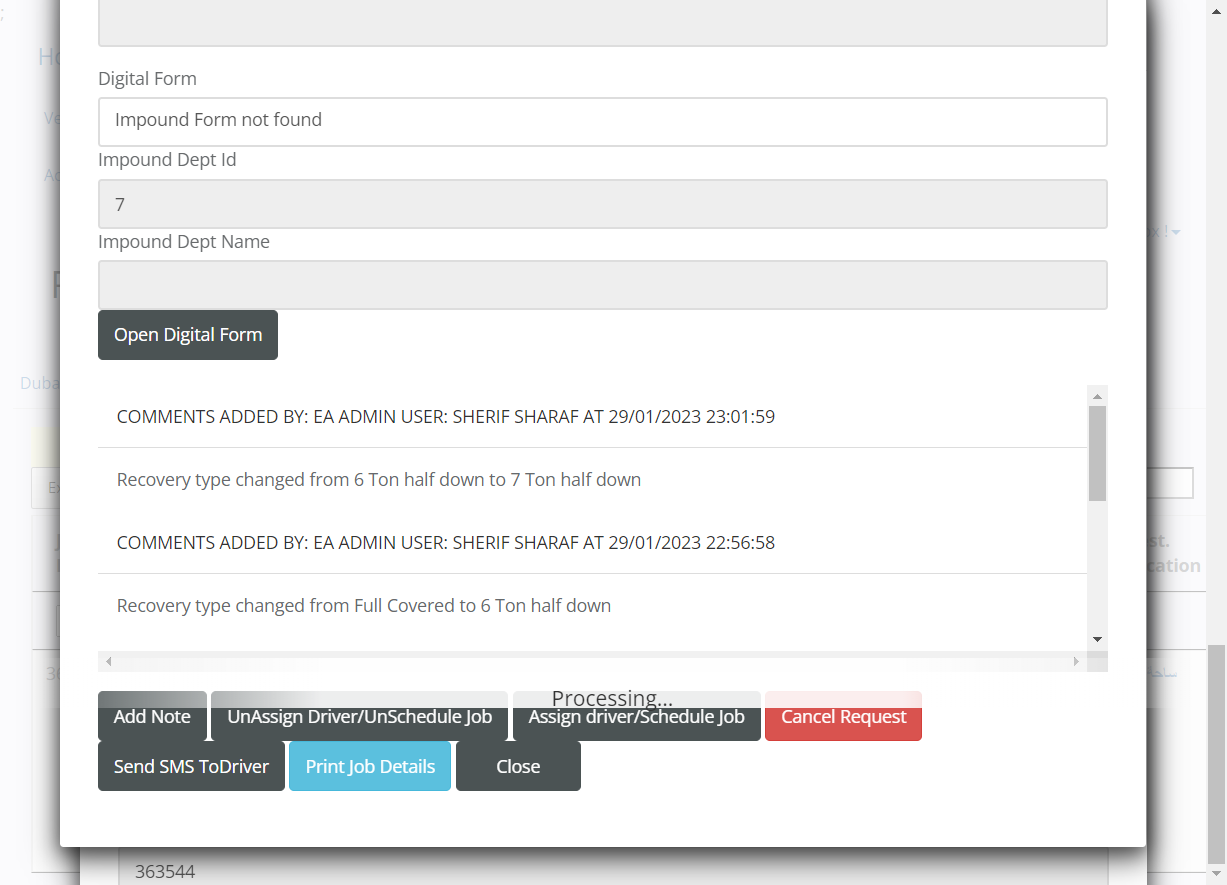 Digital Form
Impound Form not found
Impound Dept Id
7
Impound Dept Name
Open Digital Form
COMMENTS ADDED BY: EA ADMIN USER: SHERIF SHARAF AT 29/01/2023 23:01:59
Recovery type changed from 6 Ton half down to 7 Ton half down
COMMENTS ADDED BY: EA ADMIN USER: SHERIF SHARAF AT 29/01/2023 22:56:58
Recovery type changed from Full Covered to 6 Ton half down
Processing...
Add Note
UnAssign Driver/UnSchedule Job
Assign driver/Schedule Job
Cancel Request
Send SMS ToDriver
Print Job Details
Close
363544